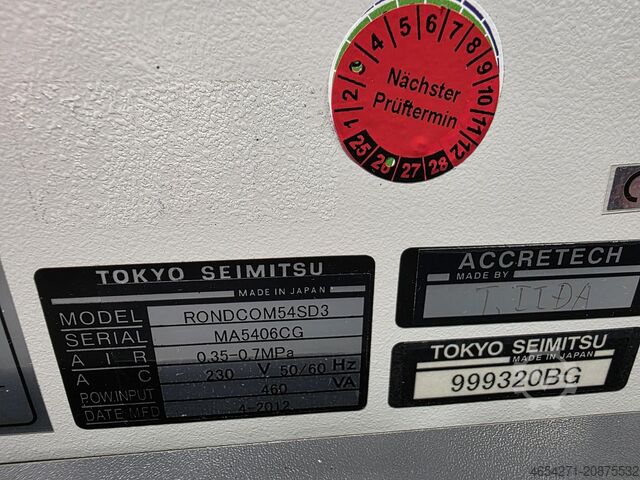 1 2 3 4 5 6 7 8 9 10 11 12
Nächster
Prüftermin
25 26 27 28
TOKYO SEIMITSU
MADE IN JAPAN
MODEL RONDCOM54SD3
SERIAL MA5406CG
AIR 0.35-0.7MPa
AC 230 V 50/60 Hz
POW.INPUT 460 VA
DATE MFD 4-2012
ACCRETECH
MADE BY
T.IIDA
TOKYO SEIMITSU
MADE IN JAPAN
999320BG
4654271-20875532